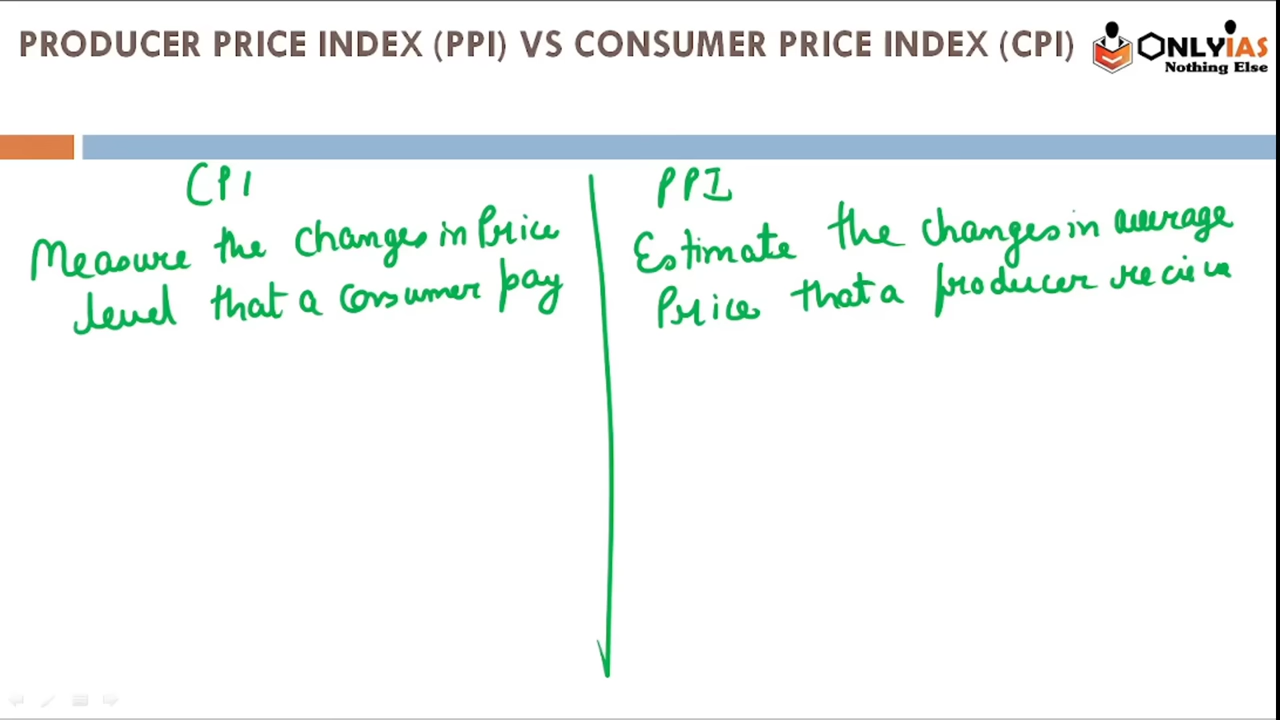 PRODUCER PRICE INDEX (PPI) VS CONSUMER PRICE INDEX (CPI)
ONLYIAS
Nothing Else
CPI
Measure the changes in Price
level that a consumer pay
PPI
Estimate the changes in average
Prices that a producer recieve